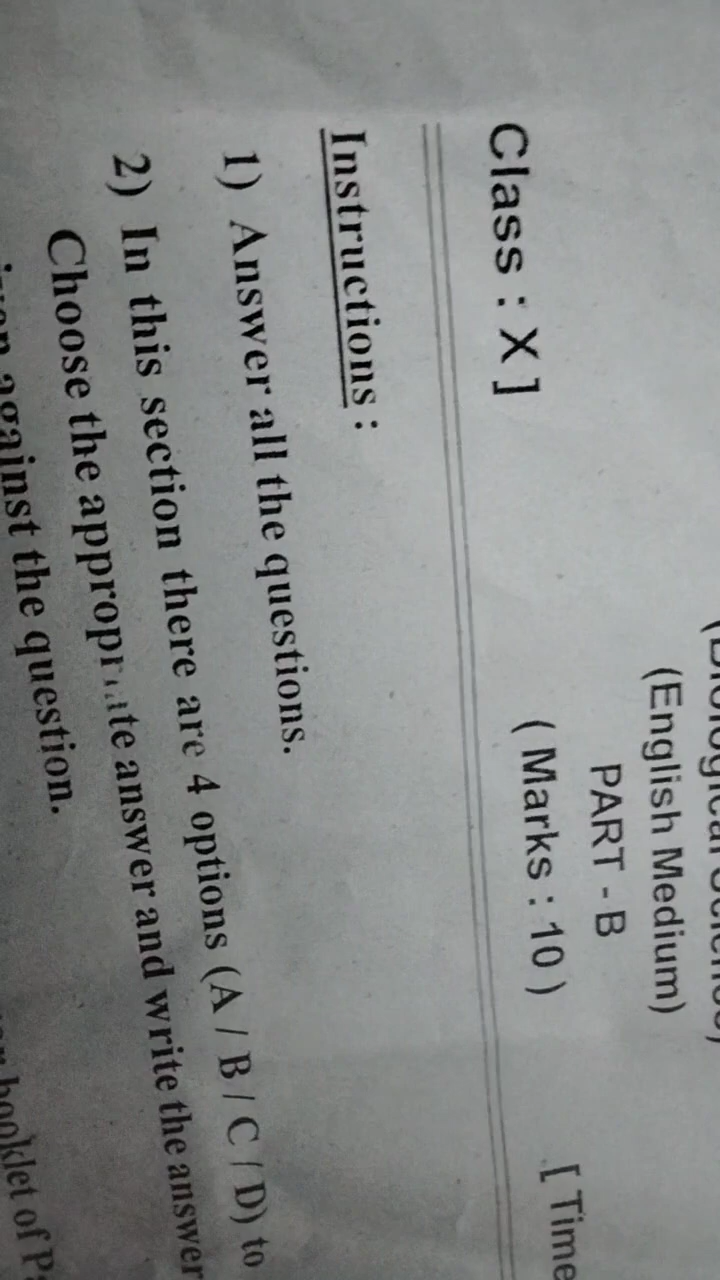 (English Medium)
PART - B
Class : X ]
( Marks : 10 )
[ Time
Instructions :
1) Answer all the questions.
2) In this section there are 4 options (A / B / C / D) to
Choose the appropriate answer and write the answer
against the question.
booklet of